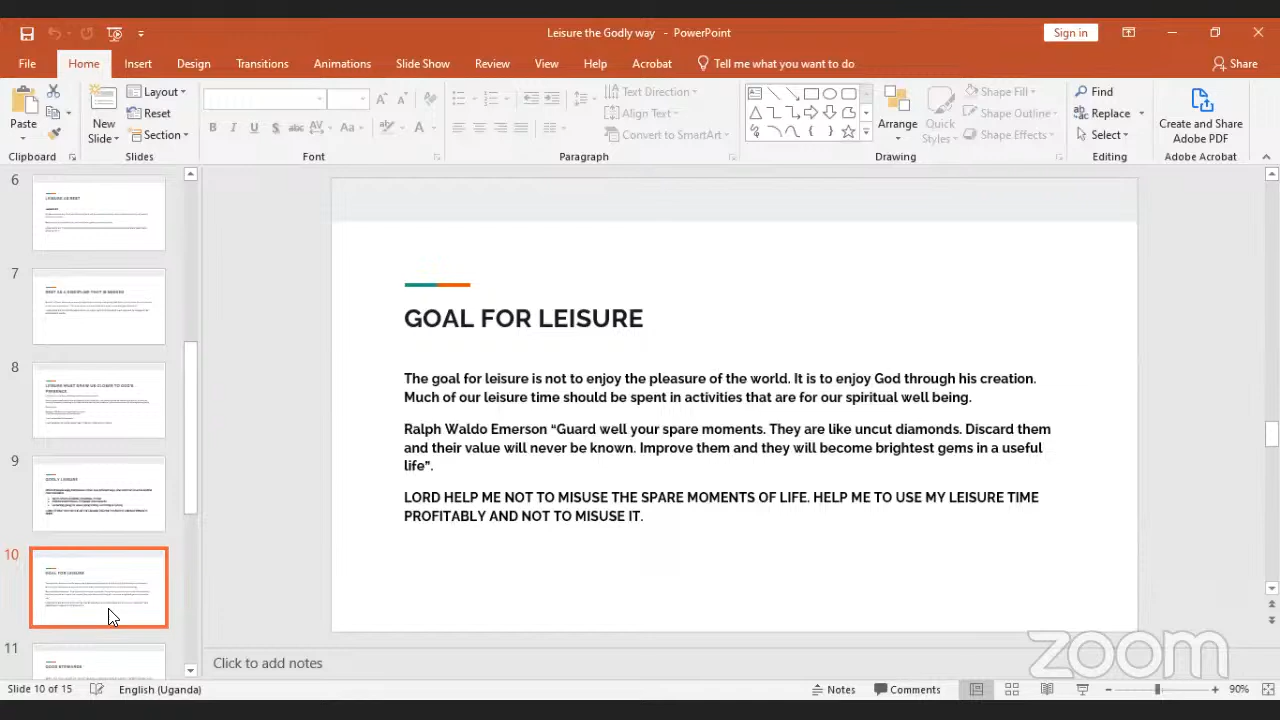 Leisure the Godly way - PowerPoint
Sign in
File Home Insert Design Transitions Animations Slide Show Review View Help Acrobat Tell me what you want to do Share
Paste
Clipboard
New Slide
Layout
Reset
Section
Slides
B I U S abc AV Aa A
Font
Text Direction
Align Text
Convert to SmartArt
Paragraph
Arrange
Quick Styles
Shape Fill
Shape Outline
Shape Effects
Drawing
Find
Replace
Select
Editing
Create and Share
Adobe PDF
Adobe Acrobat
6
7
8
9
GODLY LEISURE
10
GOAL FOR LEISURE
11
GOAL FOR LEISURE
The goal for leisure is not to enjoy the pleasure of the world. It is to enjoy God through his creation.
Much of our leisure time should be spent in activities that are for our spiritual well being.
Ralph Waldo Emerson “Guard well your spare moments. They are like uncut diamonds. Discard them
and their value will never be known. Improve them and they will become brightest gems in a useful
life”.
LORD HELP ME NOT TO MISUSE THE SPARE MOMENTS OF LIFE. HELP ME TO USE MY LEISURE TIME
PROFITABLY AND NOT TO MISUSE IT.
Click to add notes
zoom
Slide 10 of 15 English (Uganda) Notes Comments 90%